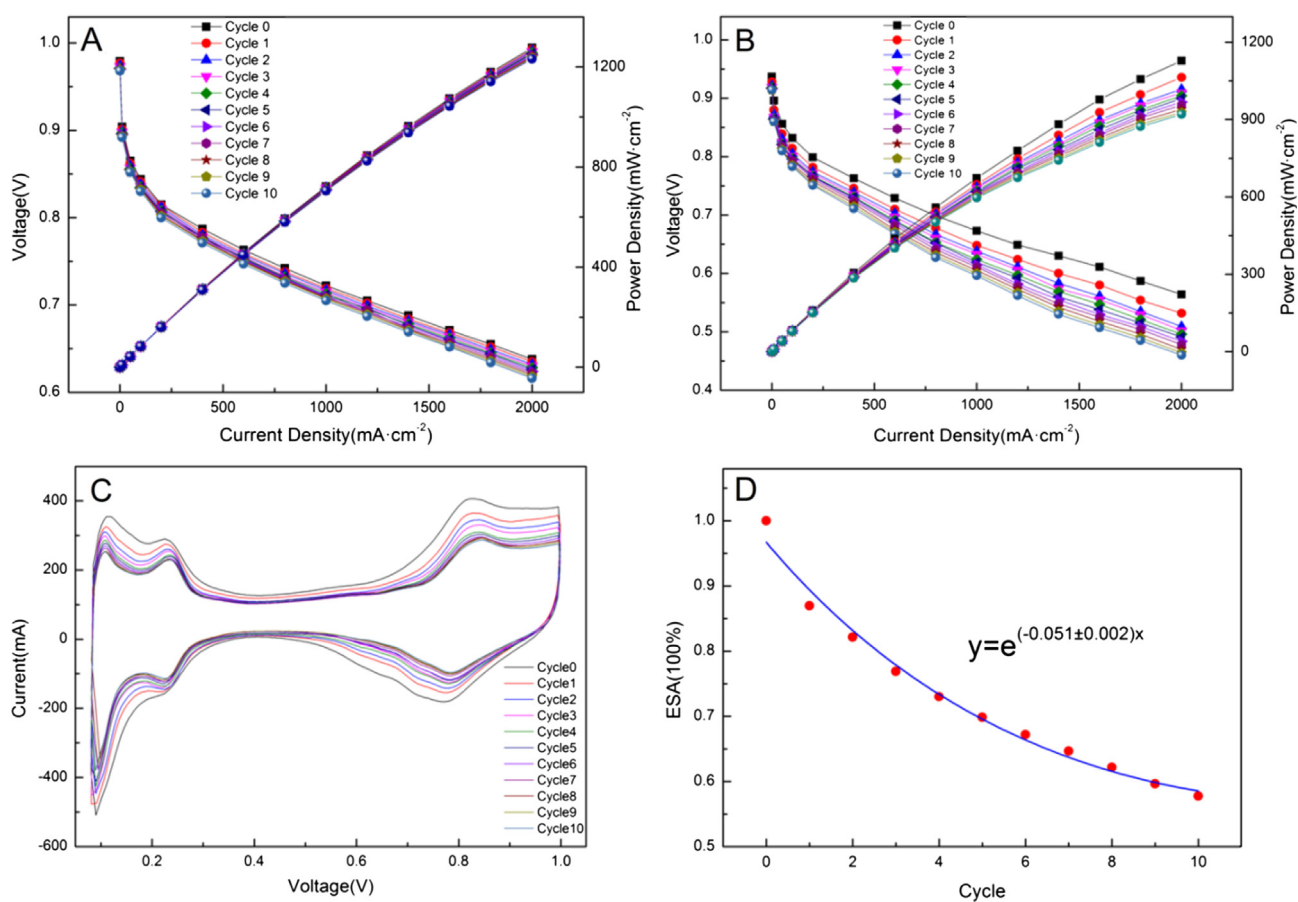 A
Cycle 0
Cycle 1
Cycle 2
Cycle 3
Cycle 4
Cycle 5
Cycle 6
Cycle 7
Cycle 8
Cycle 9
Cycle 10
1.0
0.9
0.8
0.7
0.6
Voltage(V)
1200
800
400
0
Power Density(mW·cm-2)
0 500 1000 1500 2000
Current Density(mA·cm-2)
B
Cycle 0
Cycle 1
Cycle 2
Cycle 3
Cycle 4
Cycle 5
Cycle 6
Cycle 7
Cycle 8
Cycle 9
Cycle 10
1.0
0.9
0.8
0.7
0.6
0.5
0.4
Voltage(V)
1200
900
600
300
0
Power Density(mW·cm-2)
0 500 1000 1500 2000
Current Density(mA·cm-2)
C
400
200
0
-200
-400
-600
Current(mA)
Cycle0
Cycle1
Cycle2
Cycle3
Cycle4
Cycle5
Cycle6
Cycle7
Cycle8
Cycle9
Cycle10
0.2 0.4 0.6 0.8 1.0
Voltage(V)
D
1.0
0.9
0.8
0.7
0.6
0.5
ESA(100%)
y=e(-0.051±0.002)x
0 2 4 6 8 10
Cycle